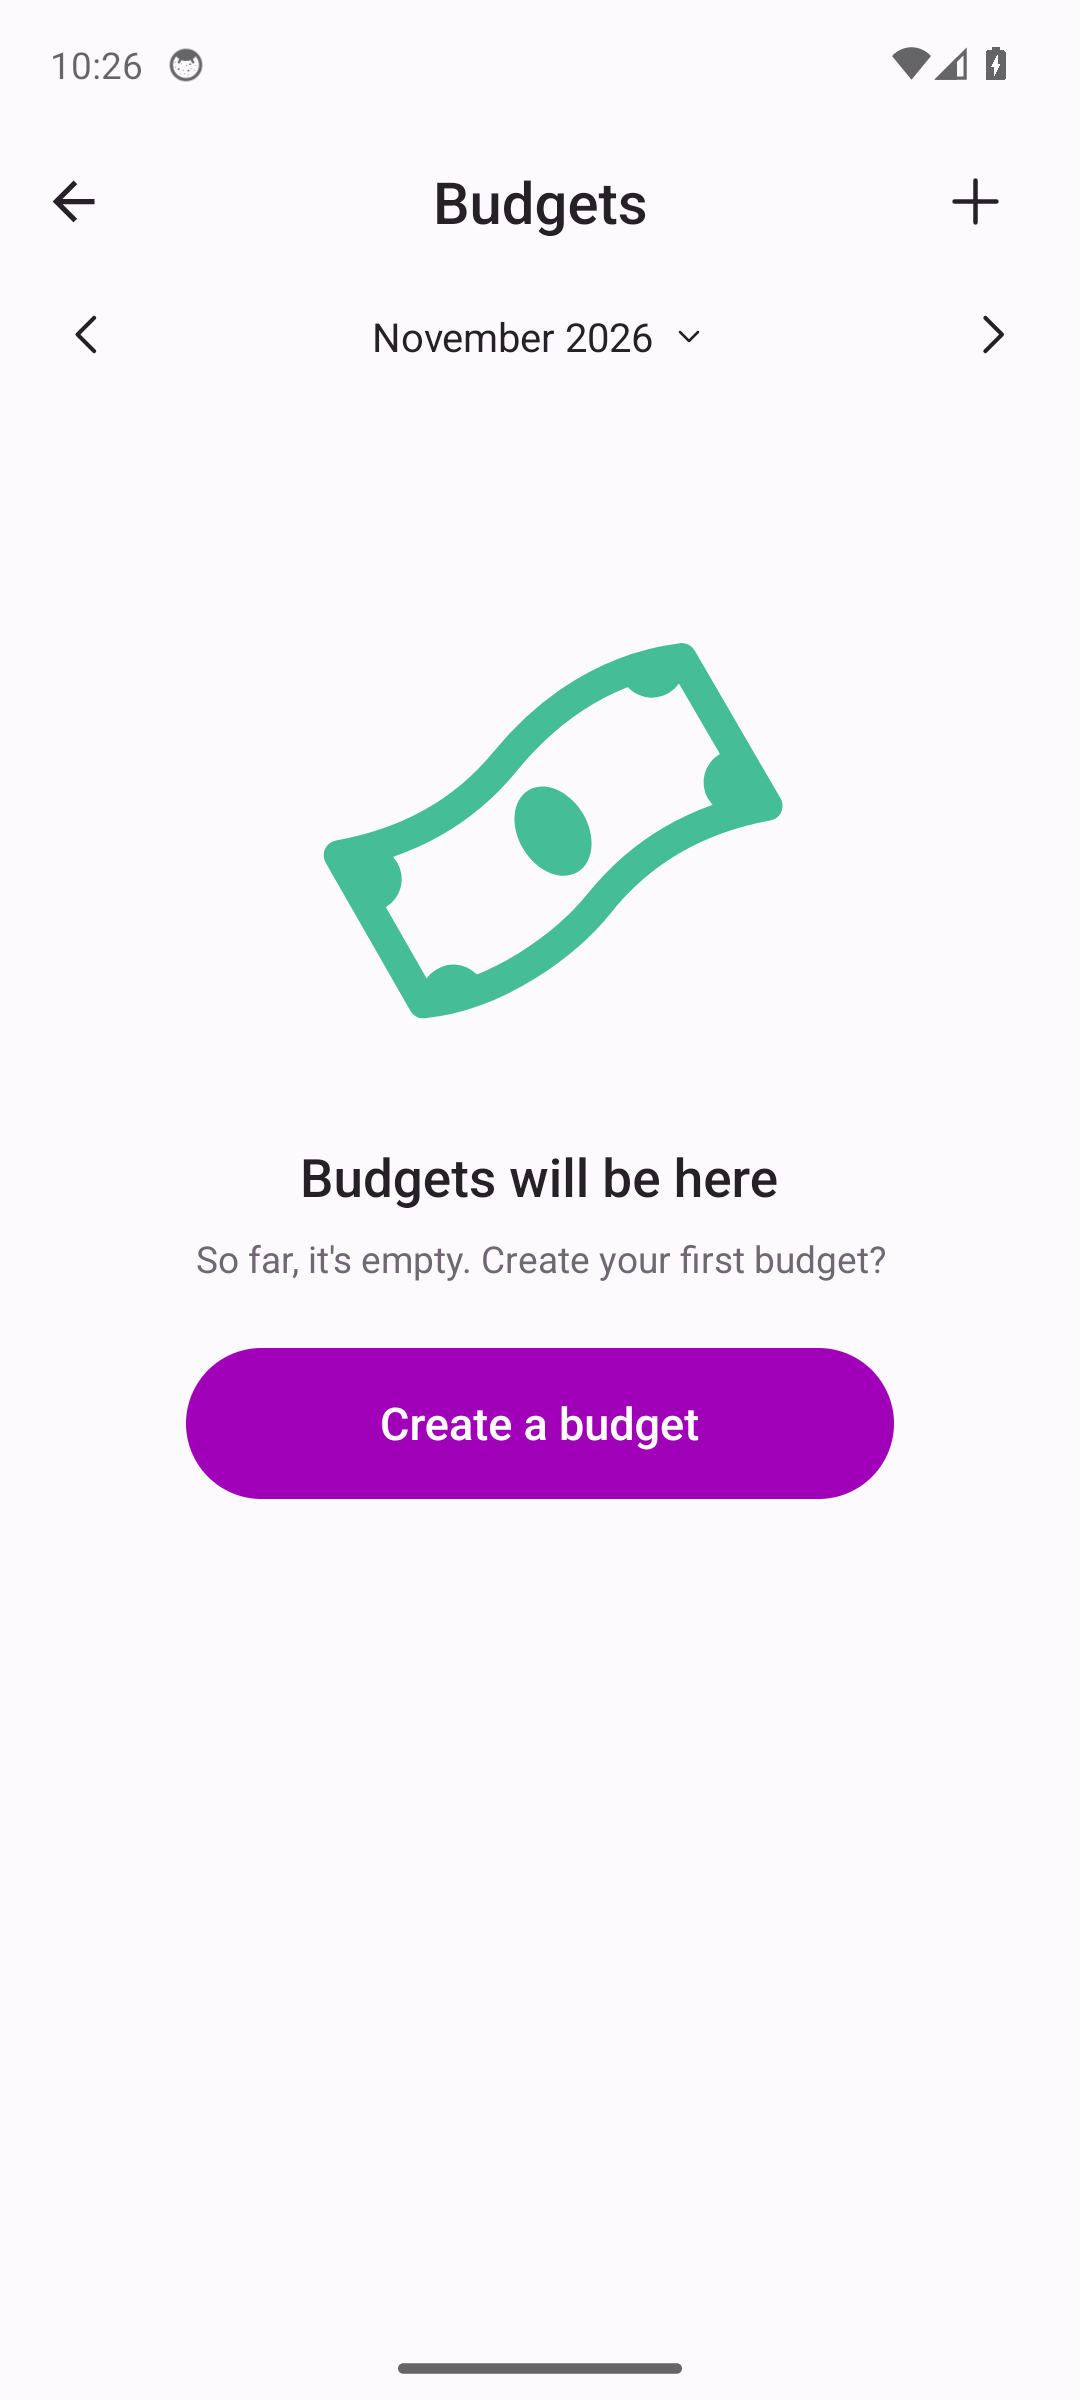 10:26
Budgets
November 2026
Budgets will be here
So far, it's empty. Create your first budget?
Create a budget